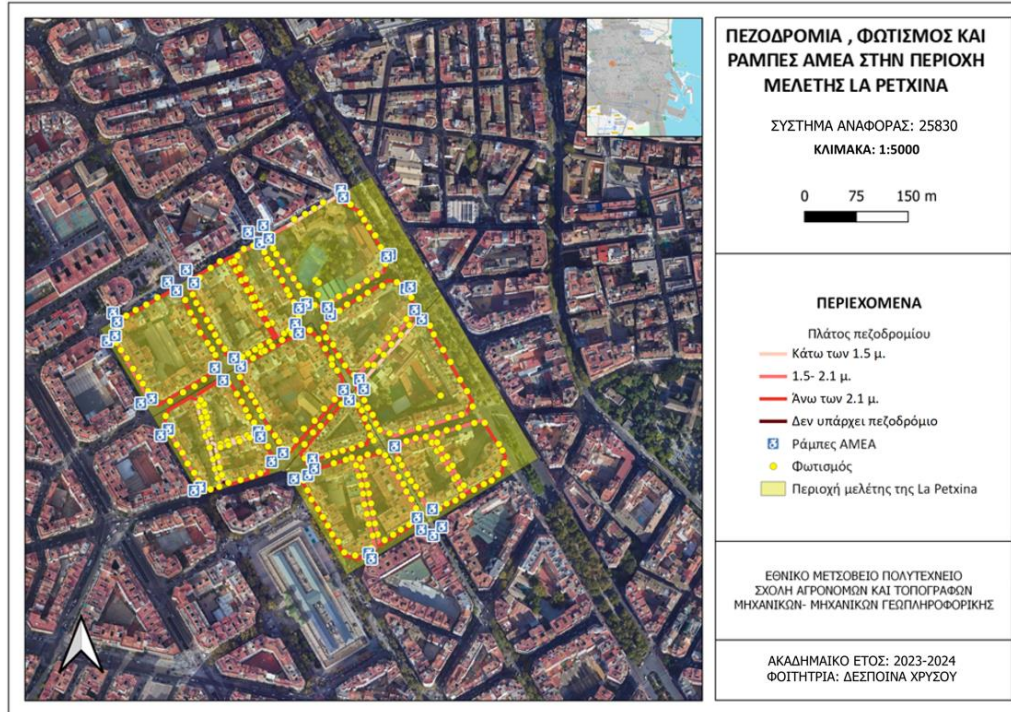 ΠΕΖΟΔΡΟΜΙΑ , ΦΩΤΙΣΜΟΣ ΚΑΙ
ΡΑΜΠΕΣ ΑΜΕΑ ΣΤΗΝ ΠΕΡΙΟΧΗ
ΜΕΛΕΤΗΣ LA PETXINA
ΣΥΣΤΗΜΑ ΑΝΑΦΟΡΑΣ: 25830
ΚΛΙΜΑΚΑ: 1:5000
0 75 150 m
ΠΕΡΙΕΧΟΜΕΝΑ
Πλάτος πεζοδρομίου
Κάτω των 1.5 μ.
1.5- 2.1 μ.
Άνω των 2.1 μ.
Δεν υπάρχει πεζοδρόμιο
Ράμπες ΑΜΕΑ
Φωτισμός
Περιοχή μελέτης της La Petxina
ΕΘΝΙΚΟ ΜΕΤΣΟΒΕΙΟ ΠΟΛΥΤΕΧΝΕΙΟ
ΣΧΟΛΗ ΑΓΡΟΝΟΜΩΝ ΚΑΙ ΤΟΠΟΓΡΑΦΩΝ
ΜΗΧΑΝΙΚΩΝ- ΜΗΧΑΝΙΚΩΝ ΓΕΩΠΛΗΡΟΦΟΡΙΚΗΣ
ΑΚΑΔΗΜΑΙΚΟ ΕΤΟΣ: 2023-2024
ΦΟΙΤΗΤΡΙΑ: ΔΕΣΠΟΙΝΑ ΧΡΥΣΟΥ